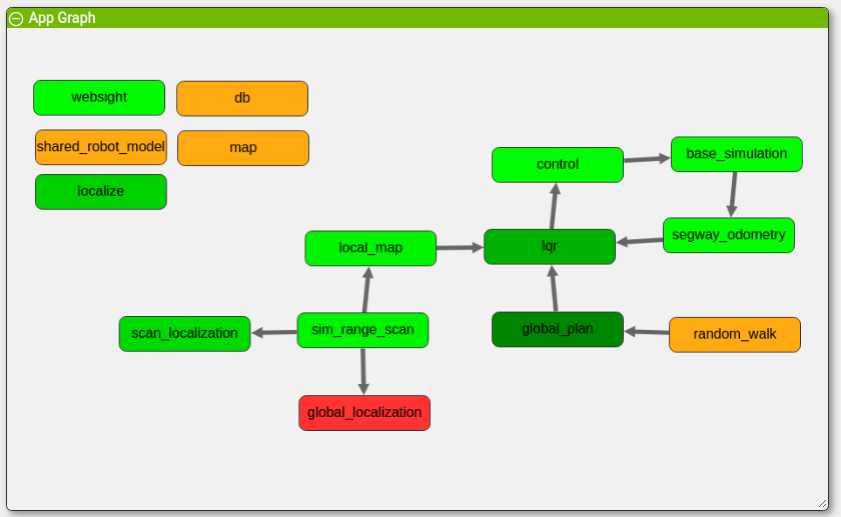 App Graph
websight
db
shared_robot_model
map
localize
control
base_simulation
local_map
lqr
segway_odometry
scan_localization
sim_range_scan
global_plan
random_walk
global_localization